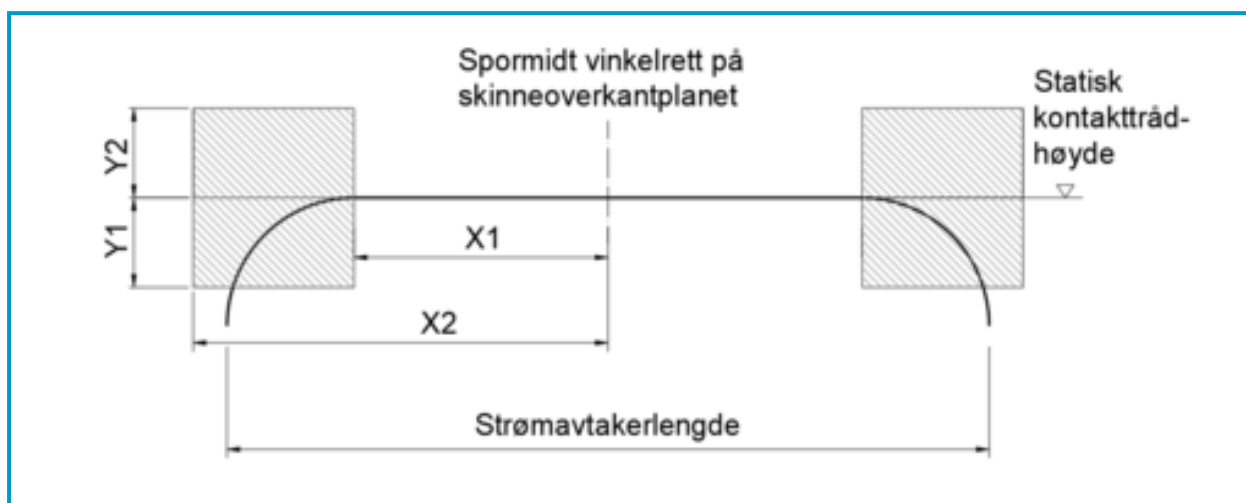 Spormidt vinkelrett på
skinneoverkantplanet
Statisk
kontakttråd-
høyde
Y2
Y1
X1
X2
Strømavtakerlengde